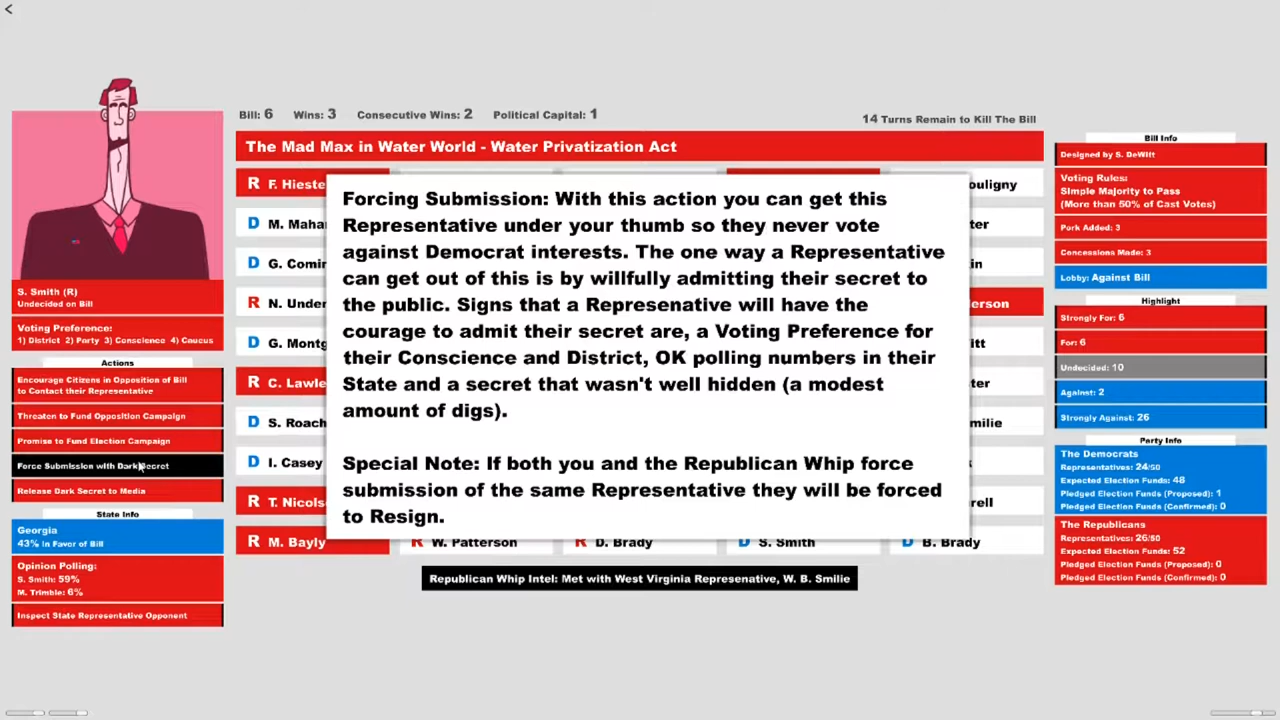 <
Bill: 6 Wins: 3 Consecutive Wins: 2 Political Capital: 1
14 Turns Remain to Kill The Bill
The Mad Max in Water World - Water Privatization Act
S. Smith (R)
Undecided on Bill
Voting Preference:
1) District 2) Party 3) Conscience 4) Caucus
Actions
Encourage Citizens in Opposition of Bill
to Contact their Representative
Threaten to Fund Opposition Campaign
Promise to Fund Election Campaign
Force Submission with Dark Secret
Release Dark Secret to Media
State Info
Georgia
43% In Favor of Bill
Opinion Polling:
S. Smith: 59%
M. Trimble: 6%
Inspect State Representative Opponent
R F. Hieste
D M. Mahar
D G. Comin
R N. Under
D G. Montg
R C. Lawle
D S. Roach
D I. Casey
R T. Nicols
R M. Bayly
R W. Patterson
R D. Brady
D S. Smith
D B. Brady
ouligny
ter
in
erson
itt
ter
milie
k
rell
Forcing Submission: With this action you can get this
Representative under your thumb so they never vote
against Democrat interests. The one way a Representative
can get out of this is by willfully admitting their secret to
the public. Signs that a Represenative will have the
courage to admit their secret are, a Voting Preference for
their Conscience and District, OK polling numbers in their
State and a secret that wasn't well hidden (a modest
amount of digs).
Special Note: If both you and the Republican Whip force
submission of the same Representative they will be forced
to Resign.
Republican Whip Intel: Met with West Virginia Represenative, W. B. Smilie
Bill Info
Designed by S. DeWitt
Voting Rules:
Simple Majority to Pass
(More than 50% of Cast Votes)
Pork Added: 3
Concessions Made: 3
Lobby: Against Bill
Highlight
Strongly For: 6
For: 6
Undecided: 10
Against: 2
Strongly Against: 26
Party Info
The Democrats
Representatives: 24/50
Expected Election Funds: 48
Pledged Election Funds (Proposed): 1
Pledged Election Funds (Confirmed): 0
The Republicans
Representatives: 26/50
Expected Election Funds: 52
Pledged Election Funds (Proposed): 0
Pledged Election Funds (Confirmed): 0